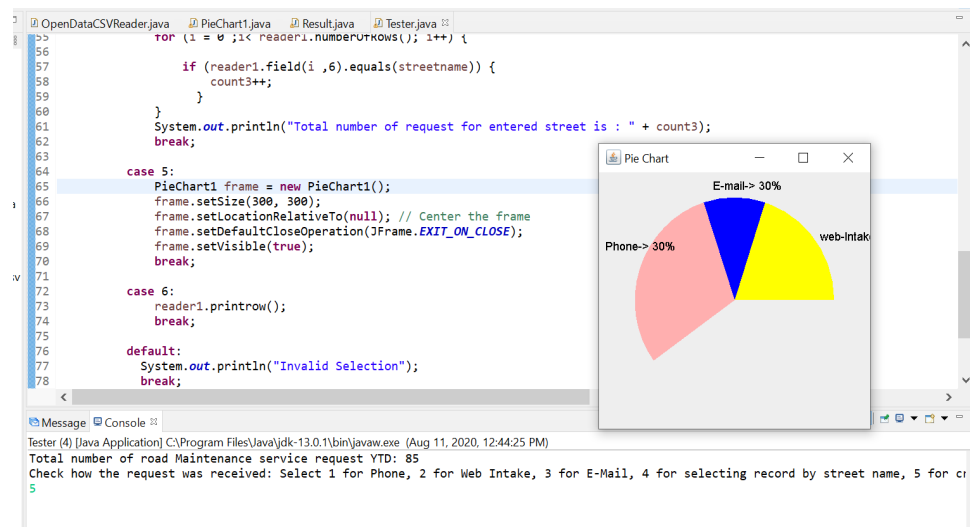 OpenDataCSVReader.java PieChart1.java Result.java Tester.java
55 for (i = 0 ;i< reader1.numberOfRows(); i++) {
56
57 if (reader1.field(i ,6).equals(streetname)) {
58 count3++;
59 }
60 }
61 System.out.println("Total number of request for entered street is : " + count3);
62 break;
63
64 case 5:
65 PieChart1 frame = new PieChart1();
66 frame.setSize(300, 300);
67 frame.setLocationRelativeTo(null); // Center the frame
68 frame.setDefaultCloseOperation(JFrame.EXIT_ON_CLOSE);
69 frame.setVisible(true);
70 break;
71
72 case 6:
73 reader1.printrow();
74 break;
75
76 default:
77 System.out.println("Invalid Selection");
78 break;
Pie Chart
E-mail-> 30%
web-Intak
Phone-> 30%
Message Console
Tester (4) [Java Application] C:\Program Files\Java\jdk-13.0.1\bin\javaw.exe (Aug 11, 2020, 12:44:25 PM)
Total number of road Maintenance service request YTD: 85
Check how the request was received: Select 1 for Phone, 2 for Web Intake, 3 for E-Mail, 4 for selecting record by street name, 5 for cr
5